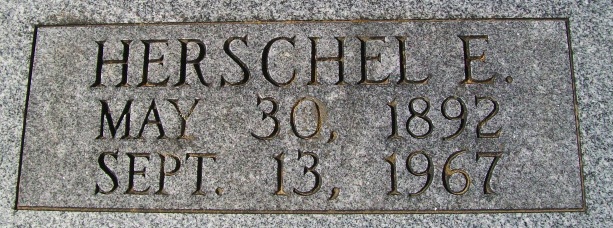 HERSCHEL E.
MAY 30, 1892
SEPT. 13, 1967